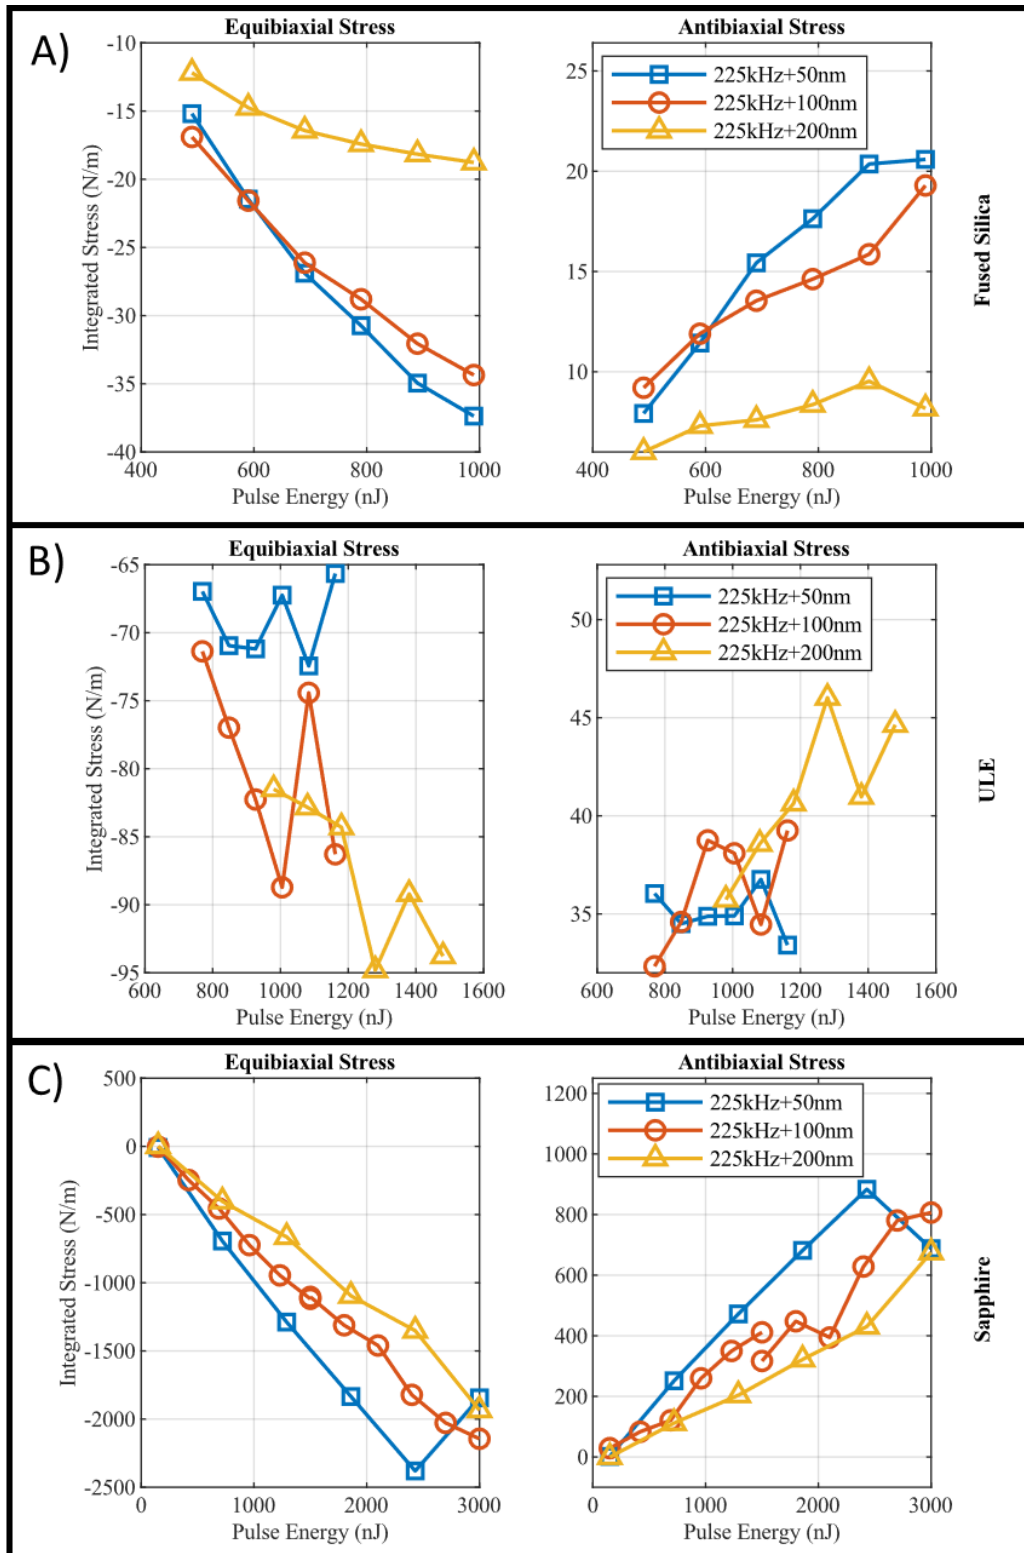 A)
Equibiaxial Stress
-10
-15
-20
-25
-30
-35
-40
400
600
800
1000
Integrated Stress (N/m)
Pulse Energy (nJ)
Antibiaxial Stress
225kHz+50nm
225kHz+100nm
225kHz+200nm
25
20
15
10
400
600
800
1000
Pulse Energy (nJ)
Fused Silica
B)
Equibiaxial Stress
-65
-70
-75
-80
-85
-90
-95
600
800
1000
1200
1400
1600
Integrated Stress (N/m)
Pulse Energy (nJ)
Antibiaxial Stress
225kHz+50nm
225kHz+100nm
225kHz+200nm
50
45
40
35
600
800
1000
1200
1400
1600
Pulse Energy (nJ)
ULE
C)
Equibiaxial Stress
500
0
-500
-1000
-1500
-2000
-2500
0
1000
2000
3000
Integrated Stress (N/m)
Pulse Energy (nJ)
Antibiaxial Stress
225kHz+50nm
225kHz+100nm
225kHz+200nm
1200
1000
800
600
400
200
0
0
1000
2000
3000
Pulse Energy (nJ)
Sapphire